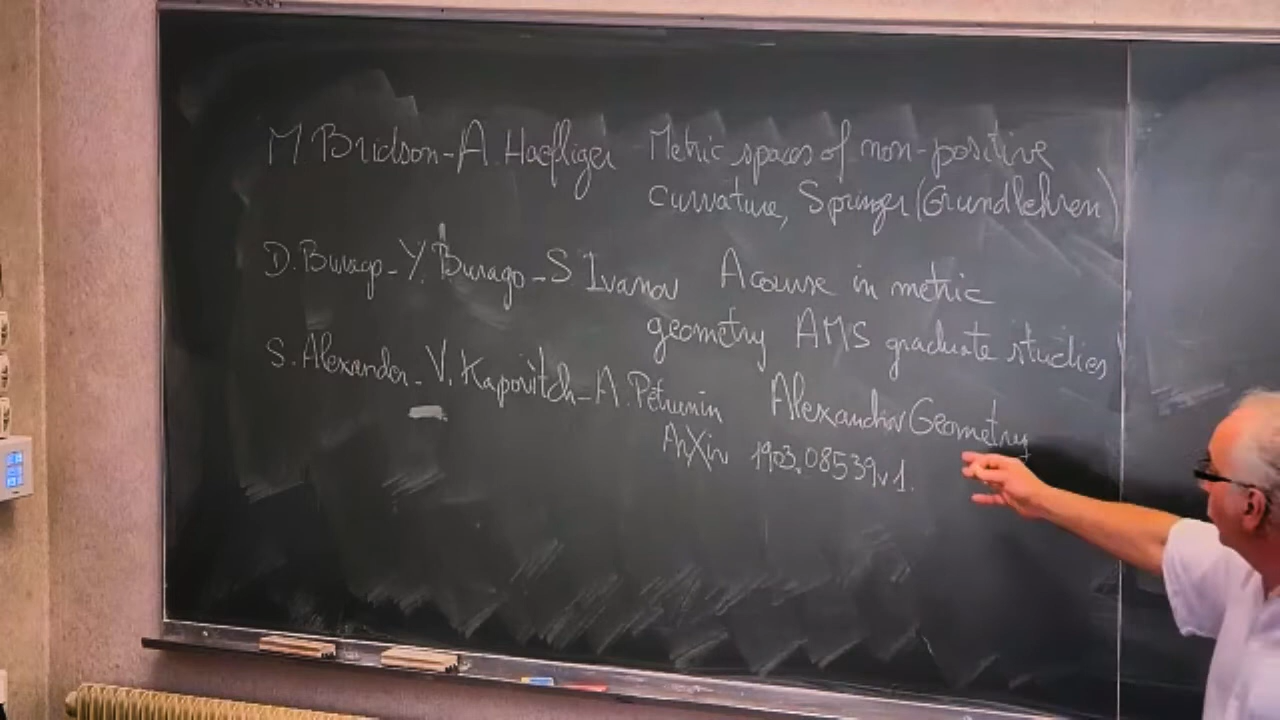 M Bridson-A. Haefliger Metric spaces of non-positive
curvature, Springer (Grundlehren)
D. Burago-Y. Burago-S Ivanov A course in metric
geometry AMS graduate studies
S. Alexander-V. Kapovitch-A. Petrunin Alexandrov Geometry
ArXiv 1903.08539v1.